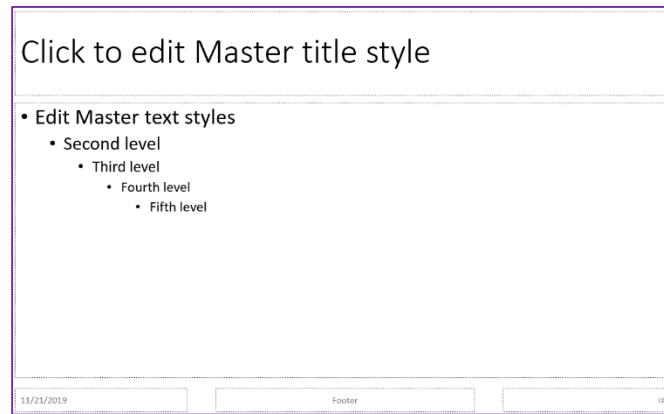 Click to edit Master title style
• Edit Master text styles
• Second level
• Third level
• Fourth level
• Fifth level
11/21/2019
Footer